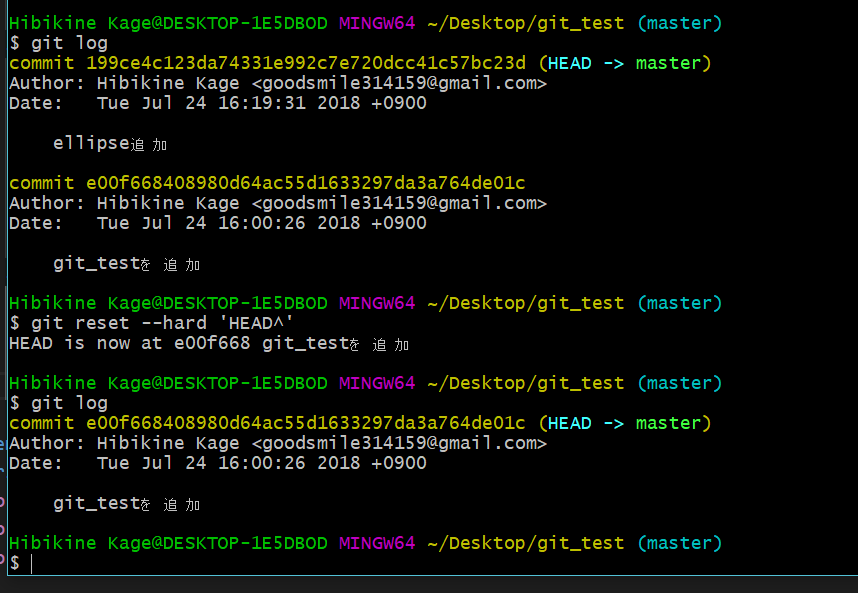 Hibikine Kage@DESKTOP-1E5DBOD MINGW64 ~/Desktop/git_test (master)
$ git log
commit 199ce4c123da74331e992c7e720dcc41c57bc23d (HEAD -> master)
Author: Hibikine Kage <goodsmile314159@gmail.com>
Date:   Tue Jul 24 16:19:31 2018 +0900
ellipse追加
commit e00f668408980d64ac55d1633297da3a764de01c
Author: Hibikine Kage <goodsmile314159@gmail.com>
Date:   Tue Jul 24 16:00:26 2018 +0900
git_testを追加
Hibikine Kage@DESKTOP-1E5DBOD MINGW64 ~/Desktop/git_test (master)
$ git reset --hard 'HEAD^'
HEAD is now at e00f668 git_testを追加
Hibikine Kage@DESKTOP-1E5DBOD MINGW64 ~/Desktop/git_test (master)
$ git log
commit e00f668408980d64ac55d1633297da3a764de01c (HEAD -> master)
Author: Hibikine Kage <goodsmile314159@gmail.com>
Date:   Tue Jul 24 16:00:26 2018 +0900
git_testを追加
Hibikine Kage@DESKTOP-1E5DBOD MINGW64 ~/Desktop/git_test (master)
$